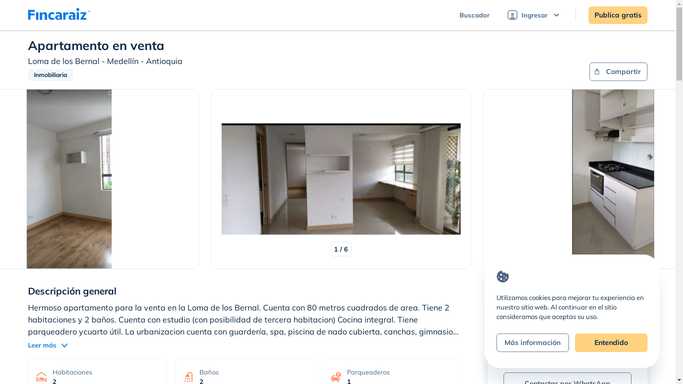 Fincaraiz
Buscador
Ingresar
Publica gratis
Apartamento en venta
Loma de los Bernal - Medellín - Antioquia
Inmobiliaria
Compartir
1 / 6
Descripción general
Hermoso apartamento para la venta en la Loma de los Bernal. Cuenta con 80 metros cuadrados de area. Tiene 2
habitaciones y 2 baños. Cuenta con estudio (con posibilidad de tercera habitacion) Cocina integral. Tiene
parqueadero ycuarto útil. La urbanizacion cuenta con guarderia, spa, piscina de nado cubierta, canchas, gimnasio...
Leer más
Habitaciones
2
Baños
2
Parqueaderos
1
Utilizamos cookies para mejorar tu experiencia en
nuestro sitio web. Al continuar en el sitio
consideramos que aceptas su uso.
Más información
Entendido
Contactar por WhatsApp